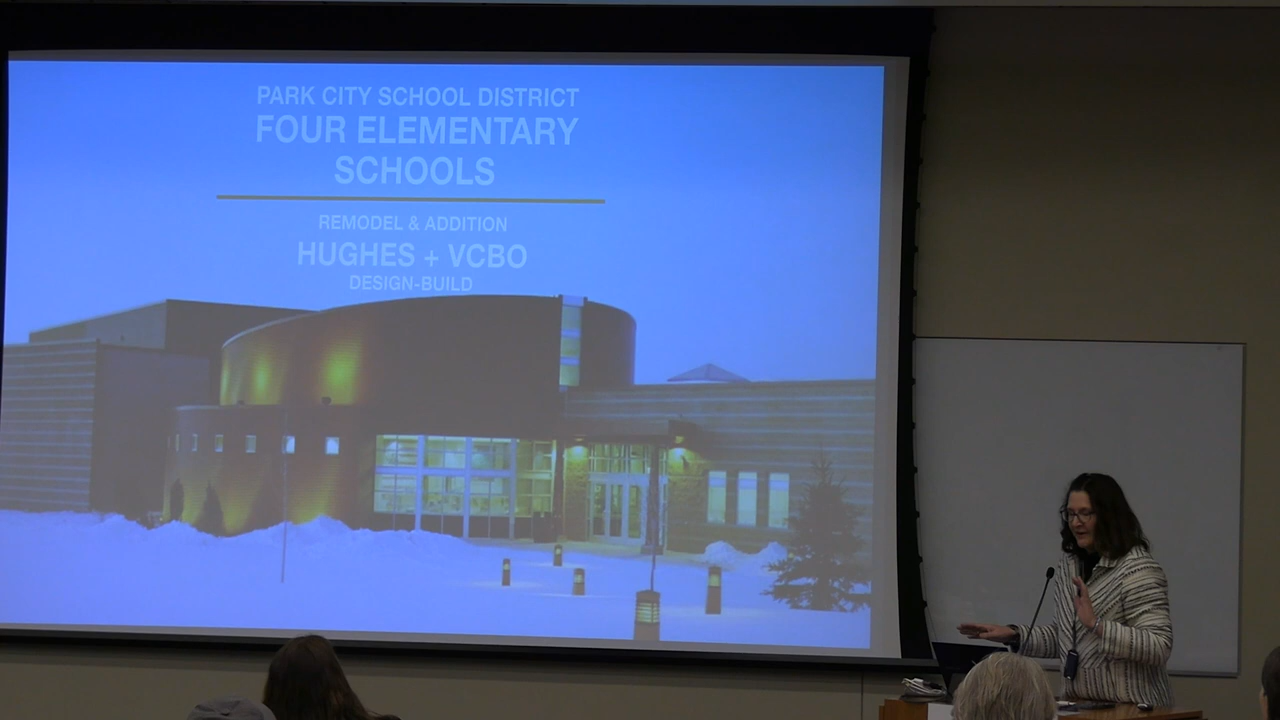 PARK CITY SCHOOL DISTRICT
FOUR ELEMENTARY
SCHOOLS
REMODEL & ADDITION
HUGHES + VCBO
DESIGN-BUILD